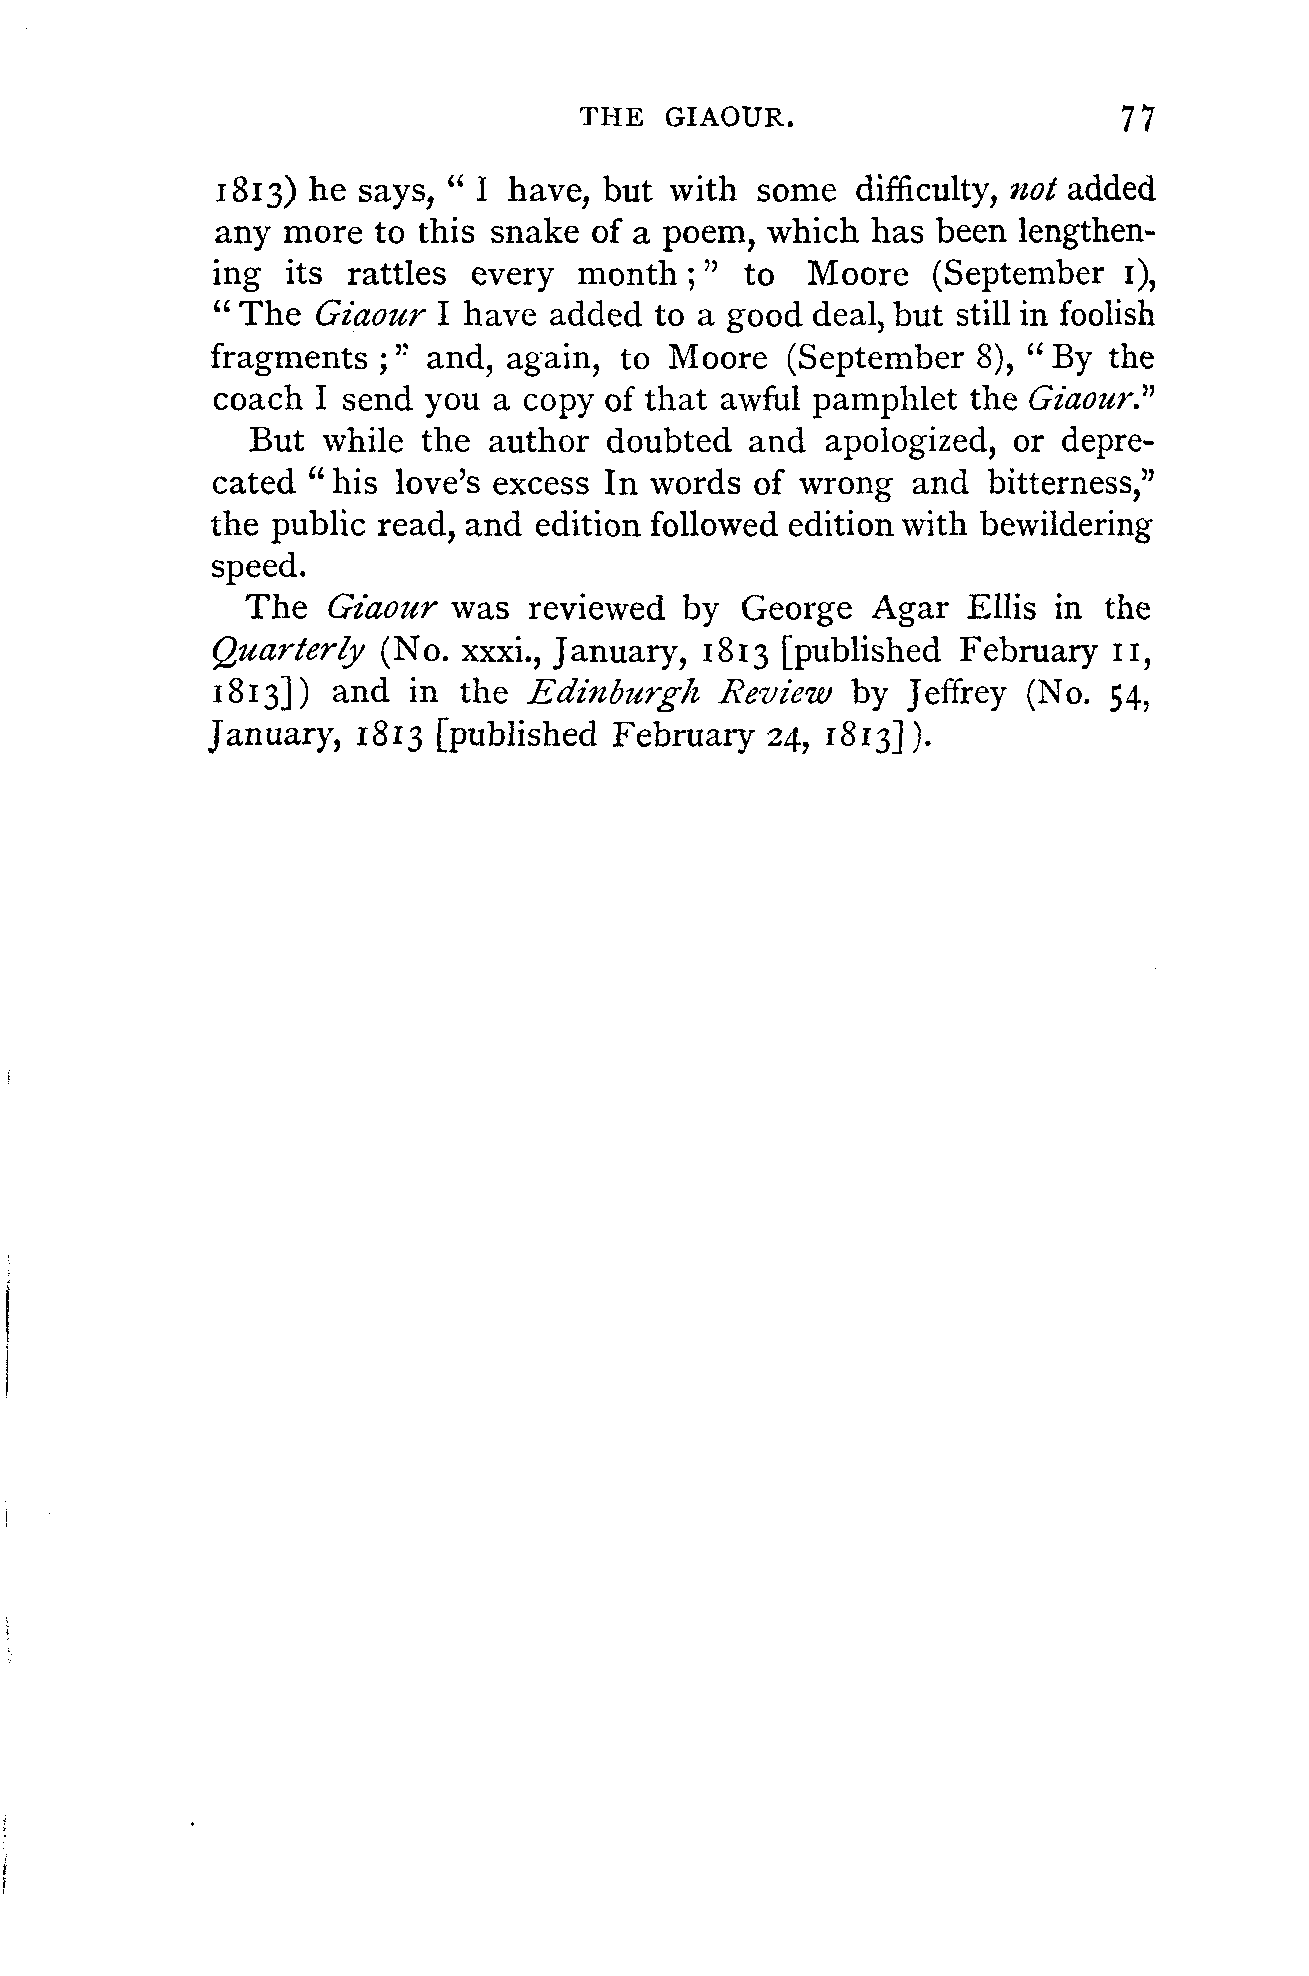 THE GIAOUR. 77
1813) he says, “ I have, but with some difficulty, not added
any more to this snake of a poem, which has been lengthen-
ing its rattles every month ; ” to Moore (September 1),
“ The Giaour I have added to a good deal, but still in foolish
fragments ; ” and, again, to Moore (September 8), “ By the
coach I send you a copy of that awful pamphlet the Giaour.”
But while the author doubted and apologized, or depre-
cated “ his love’s excess In words of wrong and bitterness,”
the public read, and edition followed edition with bewildering
speed.
The Giaour was reviewed by George Agar Ellis in the
Quarterly (No. xxxi., January, 1813 [published February 11,
1813]) and in the Edinburgh Review by Jeffrey (No. 54,
January, 1813 [published February 24, 1813]).